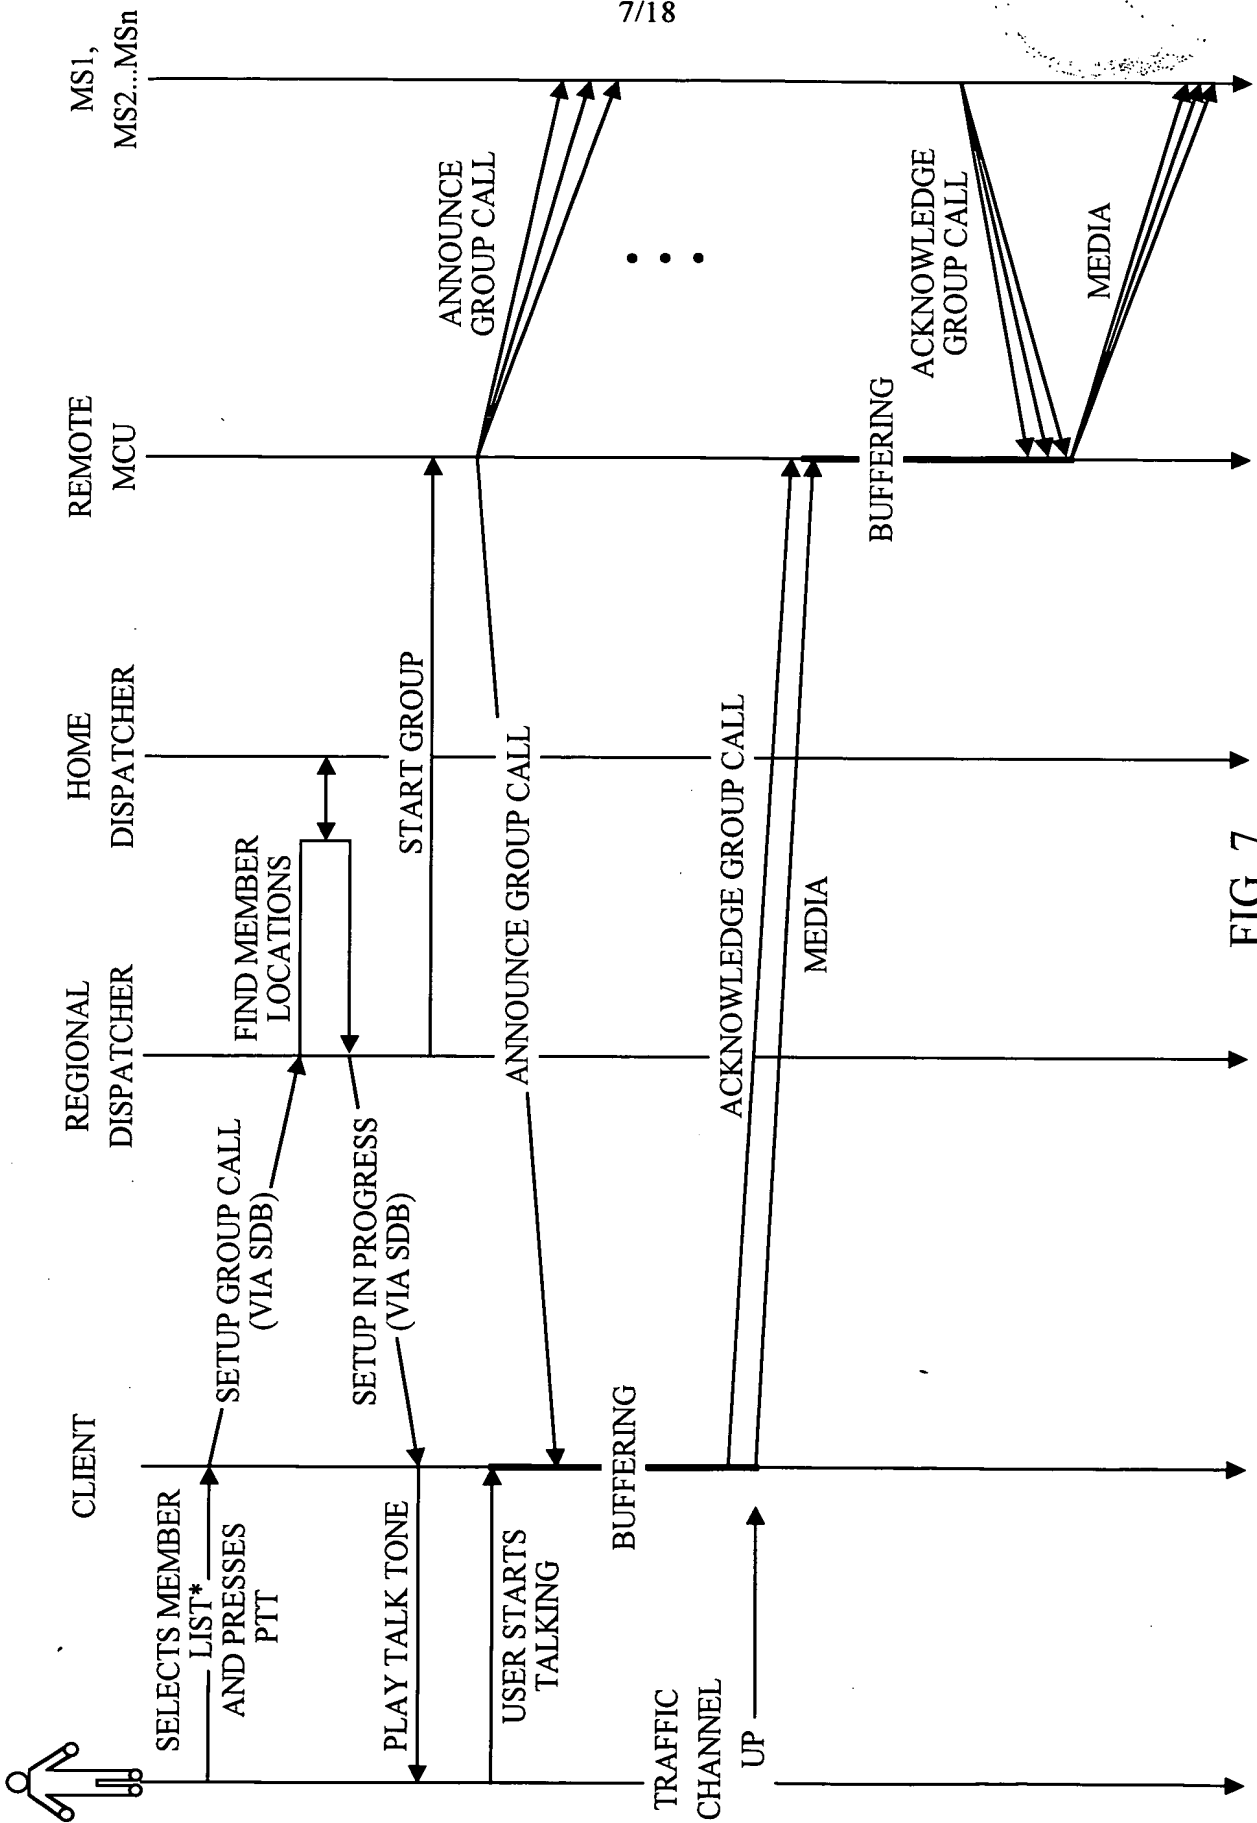 7/18
CLIENT
REGIONAL
DISPATCHER
HOME
DISPATCHER
REMOTE
MCU
MS1,
MS2...MSn
SELECTS MEMBER
LIST*
AND PRESSES
PTT
SETUP GROUP CALL
(VIA SDB)
FIND MEMBER
LOCATIONS
SETUP IN PROGRESS
(VIA SDB)
PLAY TALK TONE
START GROUP
ANNOUNCE
GROUP CALL
USER STARTS
TALKING
ANNOUNCE GROUP CALL
BUFFERING
TRAFFIC
CHANNEL
UP
ACKNOWLEDGE GROUP CALL
MEDIA
BUFFERING
ACKNOWLEDGE
GROUP CALL
MEDIA
FIG. 7